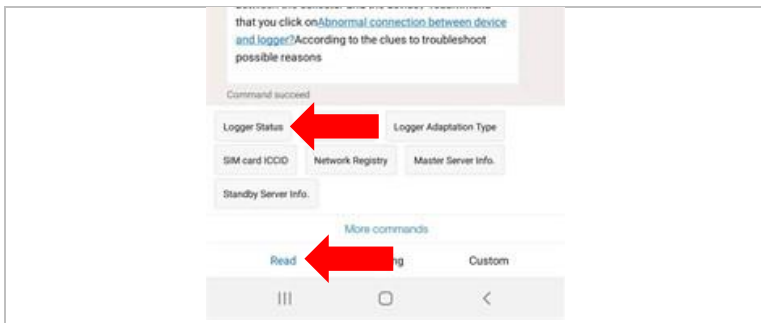 that you click onAbnormal connection between device
and logger?According to the clues to troubleshoot
possible reasons
Command succeed
Logger Status Logger Adaptation Type
SIM card ICCID Network Registry Master Server Info.
Standby Server Info.
More commands
Read ng Custom